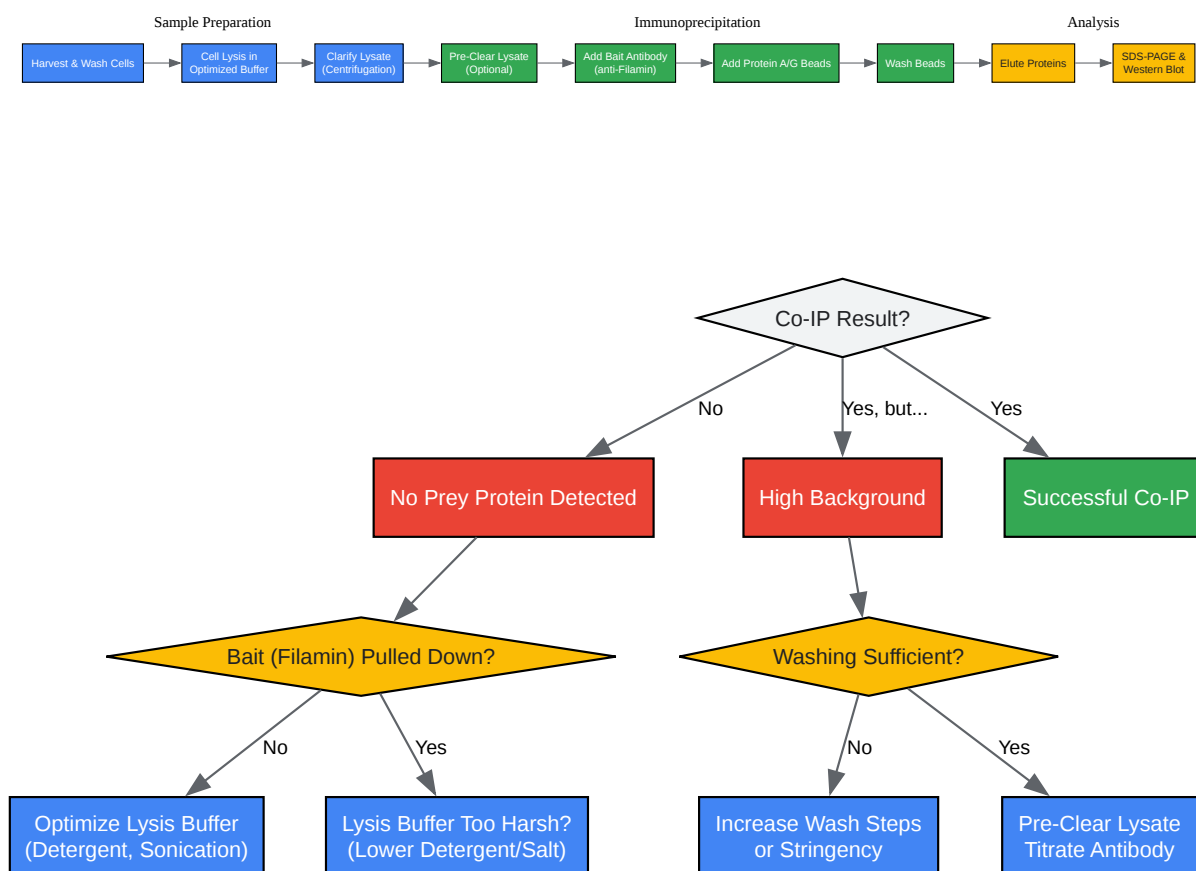 Sample Preparation
Immunoprecipitation
Analysis
Harvest & Wash Cells
Cell Lysis in
Optimized Buffer
Clarify Lysate
(Centrifugation)
Pre-Clear Lysate
(Optional)
Add Bait Antibody
(anti-Filamin)
Add Protein A/G Beads
Wash Beads
Elute Proteins
SDS-PAGE &
Western Blot
Co-IP Result?
No
Yes, but...
Yes
No Prey Protein Detected
High Background
Successful Co-IP
Bait (Filamin) Pulled Down?
Washing Sufficient?
No
Yes
No
Yes
Optimize Lysis Buffer
(Detergent, Sonication)
Lysis Buffer Too Harsh?
(Lower Detergent/Salt)
Increase Wash Steps
or Stringency
Pre-Clear Lysate
Titrate Antibody